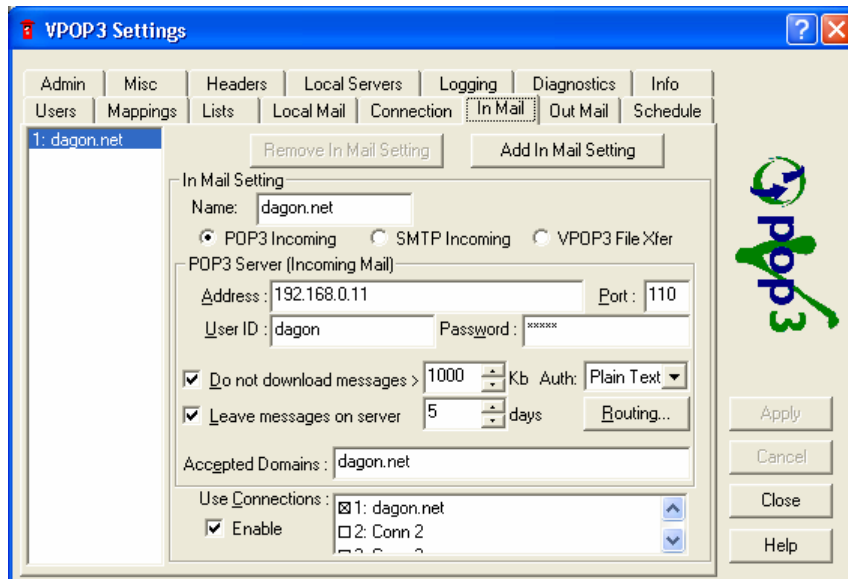 VPOP3 Settings
Admin Misc Headers Local Servers Logging Diagnostics Info
Users Mappings Lists Local Mail Connection In Mail Out Mail Schedule
1: dagon.net
Remove In Mail Setting Add In Mail Setting
In Mail Setting
Name: dagon.net
POP3 Incoming SMTP Incoming VPOP3 File Xfer
POP3 Server (Incoming Mail)
Address : 192.168.0.11 Port : 110
User ID : dagon Password : *****
Do not download messages > 1000 Kb Auth: Plain Text
Leave messages on server 5 days Routing...
Accepted Domains : dagon.net
Use Connections : 1: dagon.net
Enable 2: Conn 2
pop3
Apply
Cancel
Close
Help